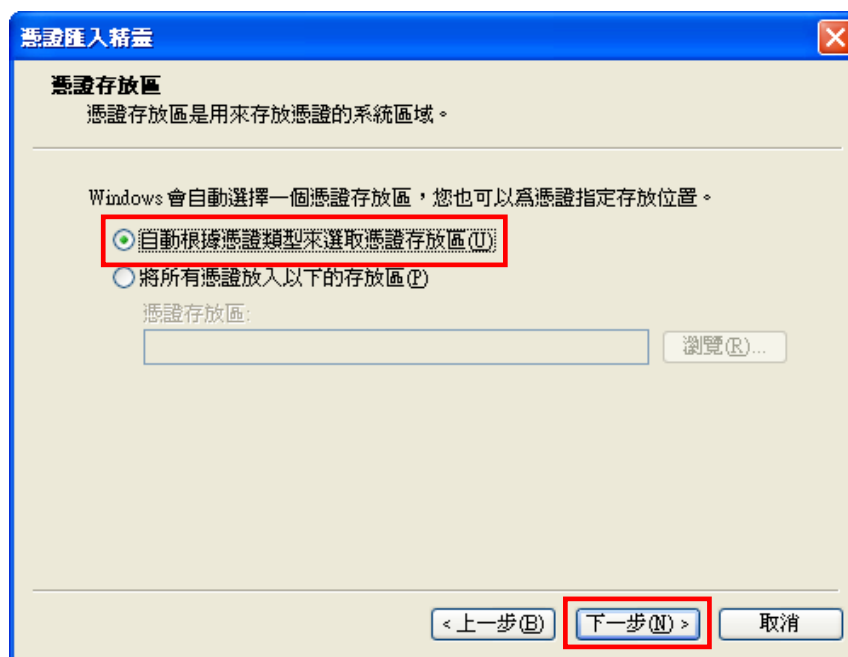 憑證匯入精靈
憑證存放區
憑證存放區是用來存放憑證的系統區域。
Windows 會自動選擇一個憑證存放區，您也可以爲憑證指定存放位置。
自動根據憑證類型來選取憑證存放區(U)
將所有憑證放入以下的存放區(P)
憑證存放區:
瀏覽(R)...
<上一步(B) 下一步(N)> 取消